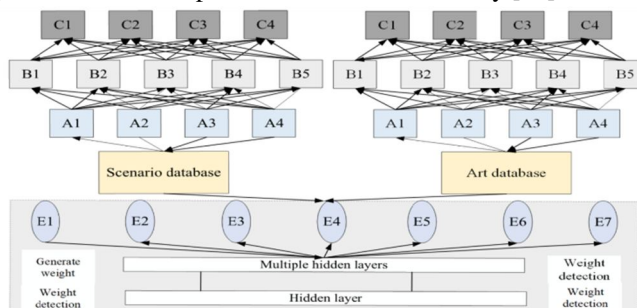 C1 C2 C3 C4 C1 C2 C3 C4
B1 B2 B3 B4 B5 B1 B2 B3 B4 B5
A1 A2 A3 A4 A1 A2 A3 A4
Scenario database Art database
E1 E2 E3 E4 E5 E6 E7
Generate
weight
Multiple hidden layers
Weight
detection
Weight
detection
Hidden layer
Weight
detection